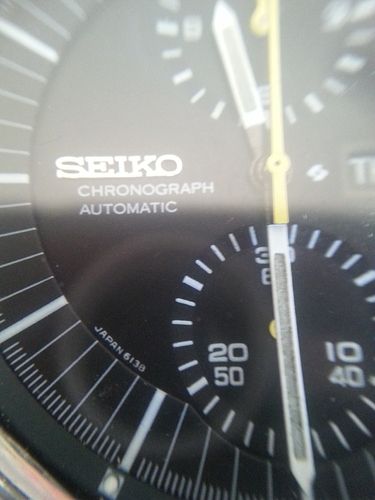 SEIKO
CHRONOGRAPH
AUTOMATIC
30
20 10
50 40
JAPAN 6138